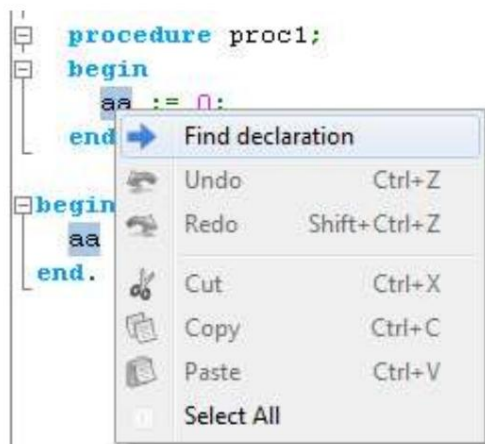 procedure proc1;
begin
aa := 0;
end
Find declaration
Undo Ctrl+Z
begin
Redo Shift+Ctrl+Z
aa
end.
Cut Ctrl+X
Copy Ctrl+C
Paste Ctrl+V
Select All